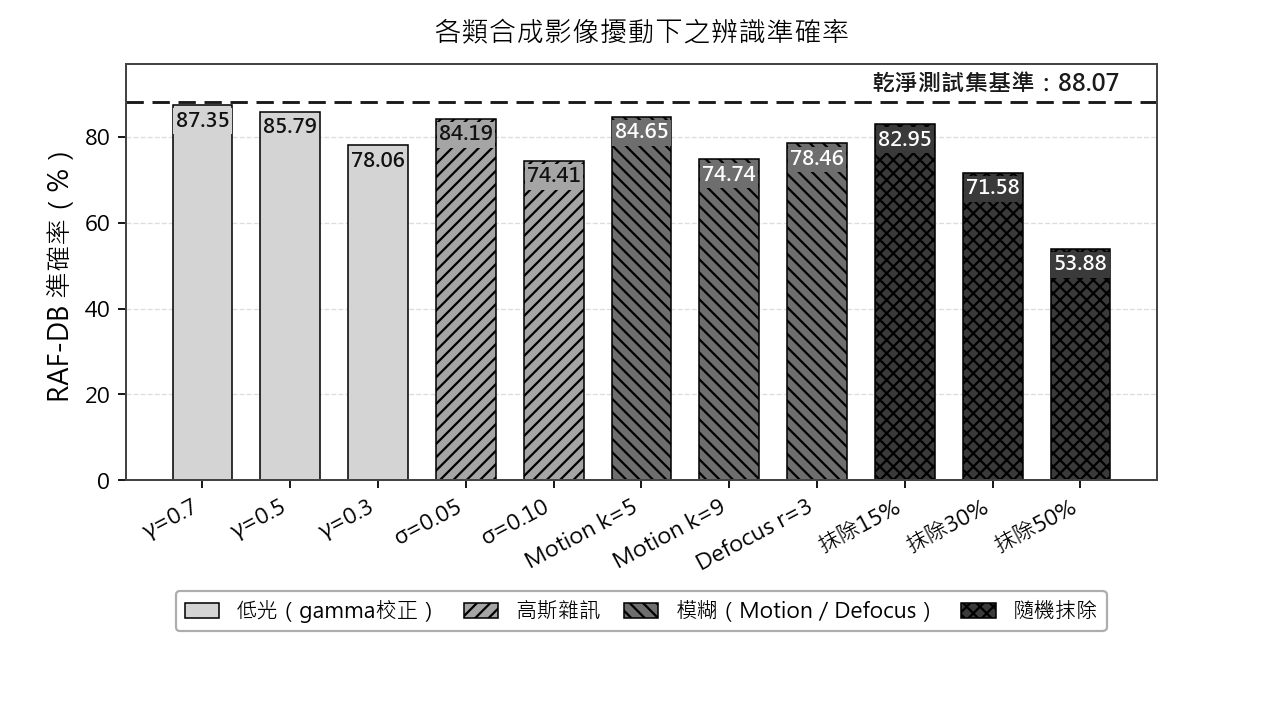 各類合成影像擾動下之辨識準確率
乾淨測試集基準：88.07
RAF-DB 準確率（%）
80
60
40
20
0
87.35
85.79
78.06
84.19
74.41
84.65
74.74
78.46
82.95
71.58
53.88
γ=0.7
γ=0.5
γ=0.3
σ=0.05
σ=0.10
Motion k=5
Motion k=9
Defocus r=3
抹除15%
抹除30%
抹除50%
低光（gamma校正）
高斯雜訊
模糊（Motion / Defocus）
隨機抹除